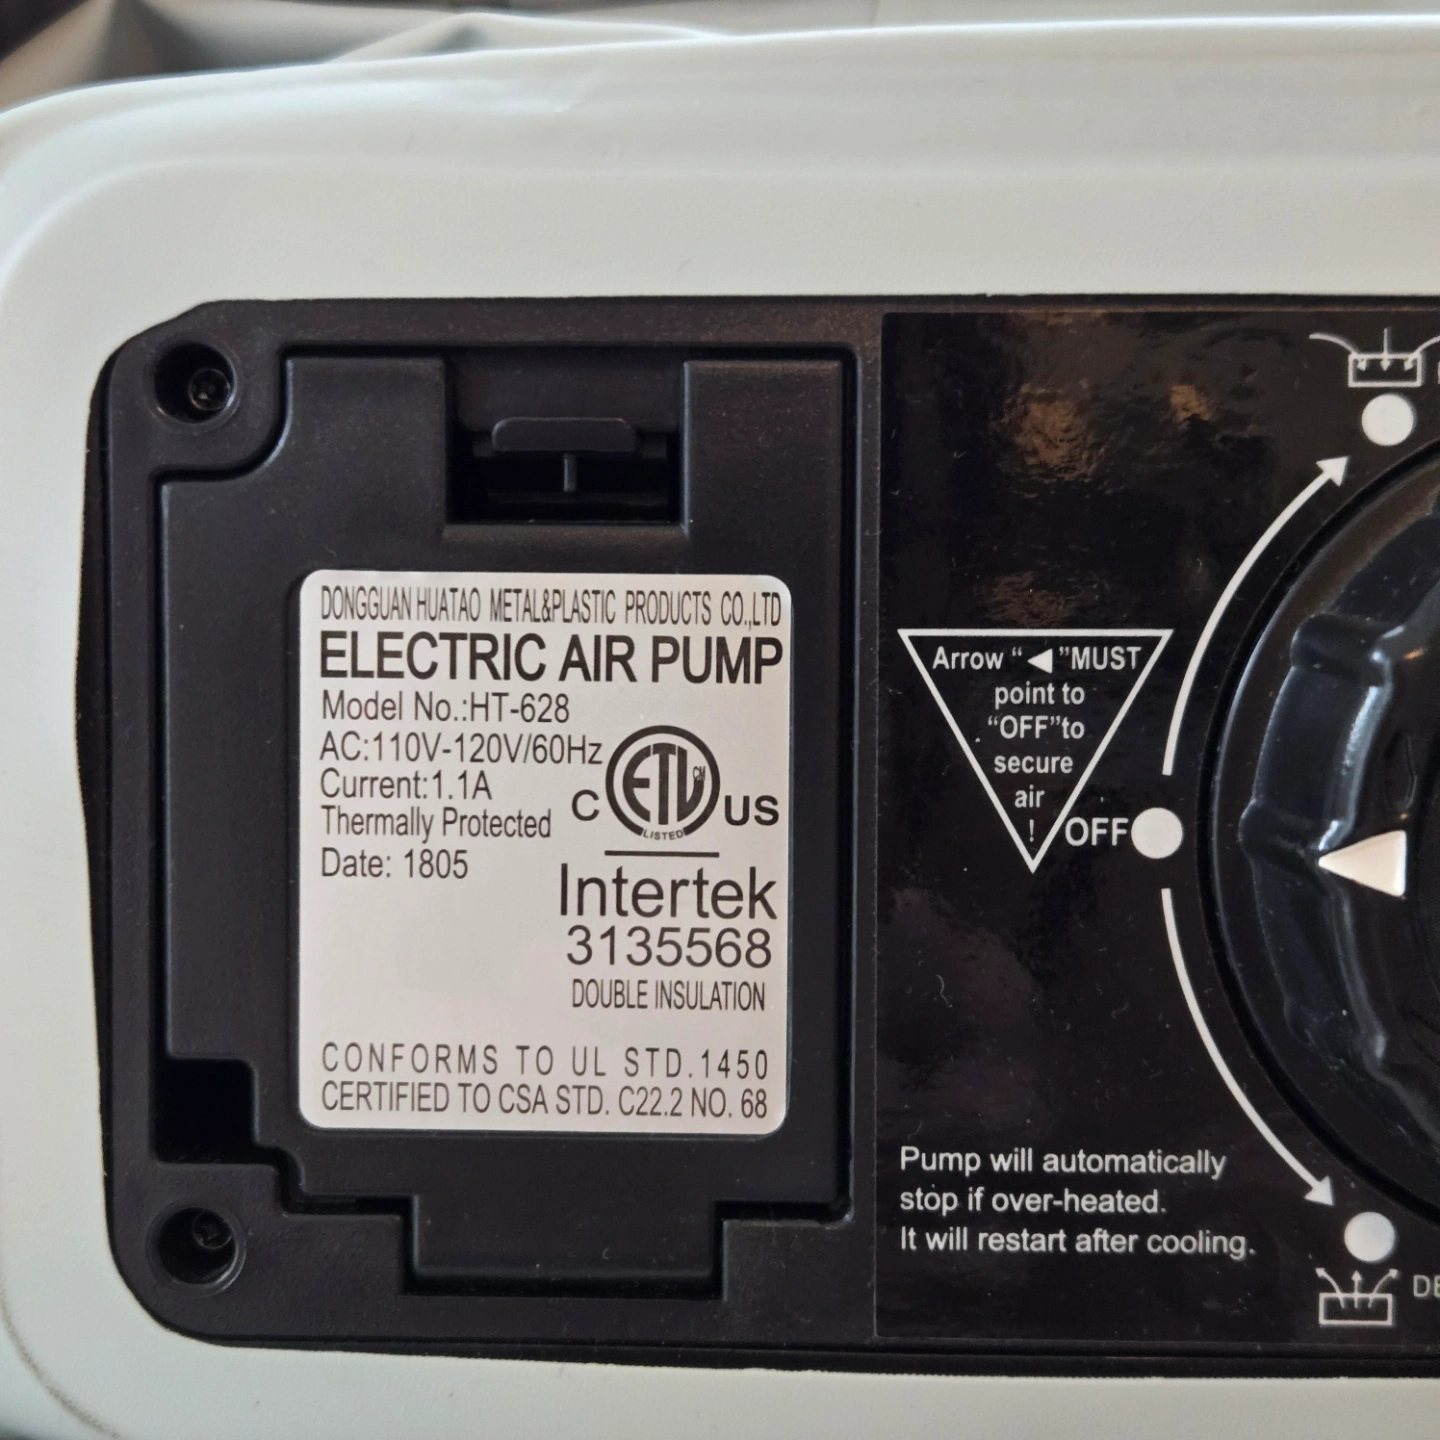 DONGGUAN HUATAO METAL&PLASTIC PRODUCTS CO.,LTD
ELECTRIC AIR PUMP
Model No.:HT-628
AC:110V-120V/60Hz
Current:1.1A
Thermally Protected
Date: 1805
C ETL CM US
LISTED
Intertek
3135568
DOUBLE INSULATION
CONFORMS TO UL STD.1450
CERTIFIED TO CSA STD. C22.2 NO. 68
Arrow "◀"MUST
point to
"OFF"to
secure
air
!
OFF
Pump will automatically
stop if over-heated.
It will restart after cooling.